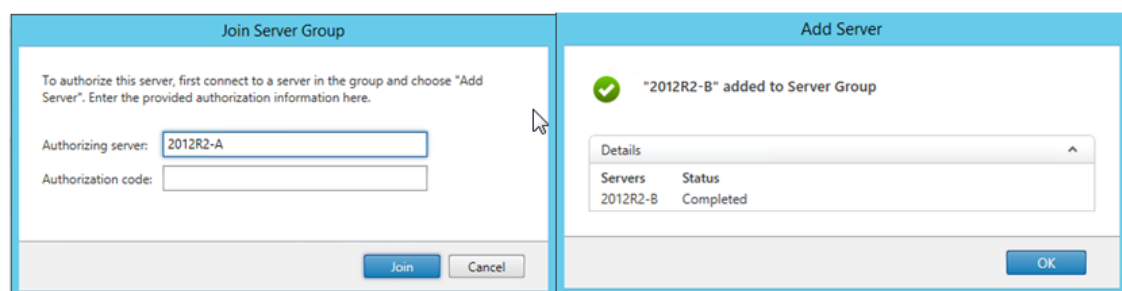 Join Server Group
To authorize this server, first connect to a server in the group and choose "Add
Server". Enter the provided authorization information here.
Authorizing server: 2012R2-A
Authorization code:
Join Cancel
Add Server
"2012R2-B" added to Server Group
Details
Servers Status
2012R2-B Completed
OK